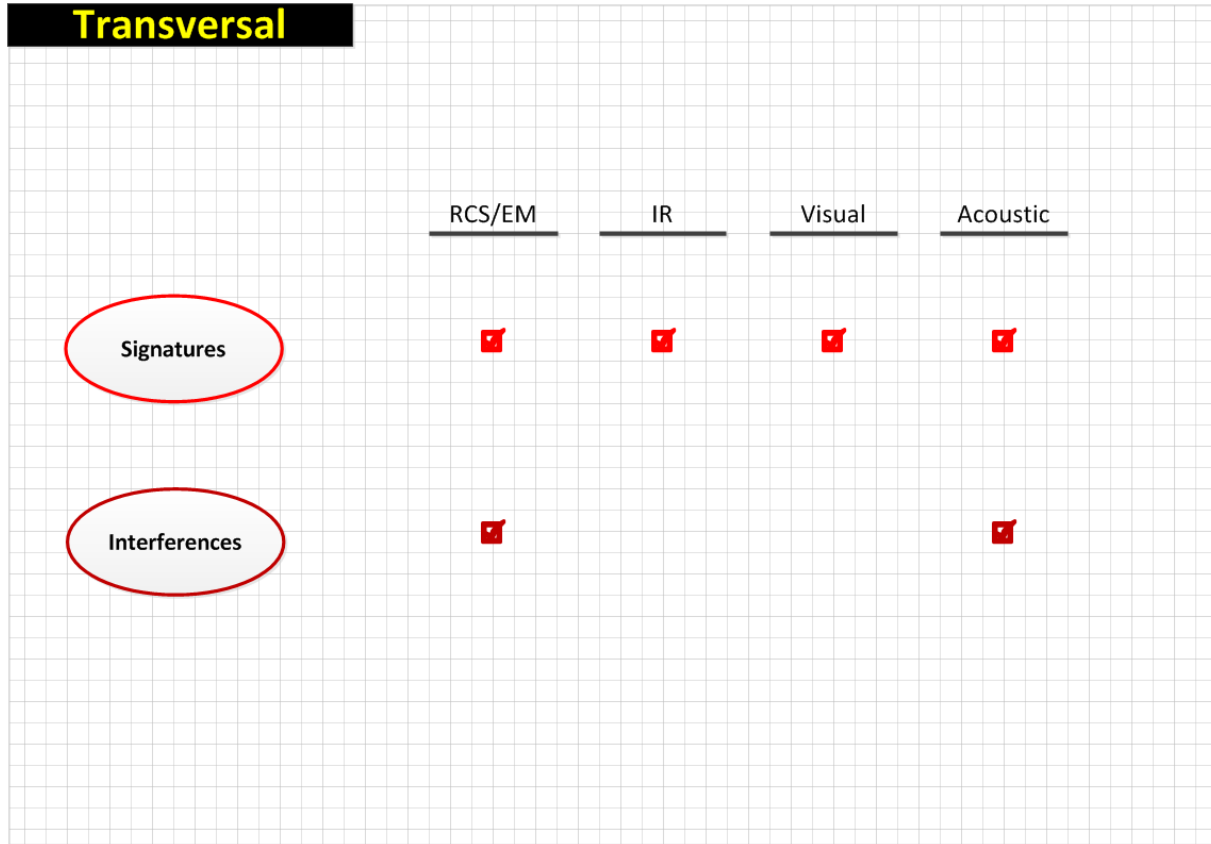 Transversal
RCS/EM IR Visual Acoustic
Signatures
Interferences